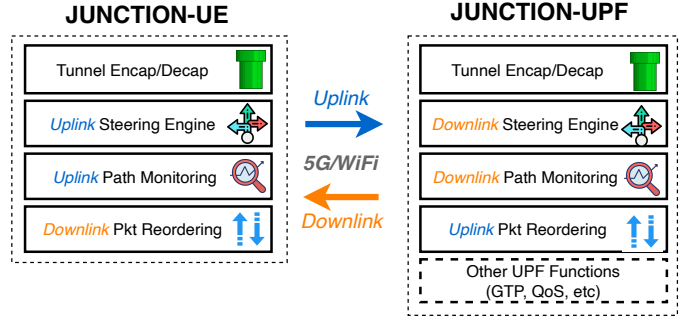 JUNCTION-UE
Tunnel Encap/Decap
Uplink Steering Engine
Uplink Path Monitoring
Downlink Pkt Reordering
Uplink
5G/WiFi
Downlink
JUNCTION-UPF
Tunnel Encap/Decap
Downlink Steering Engine
Downlink Path Monitoring
Uplink Pkt Reordering
Other UPF Functions
(GTP, QoS, etc)